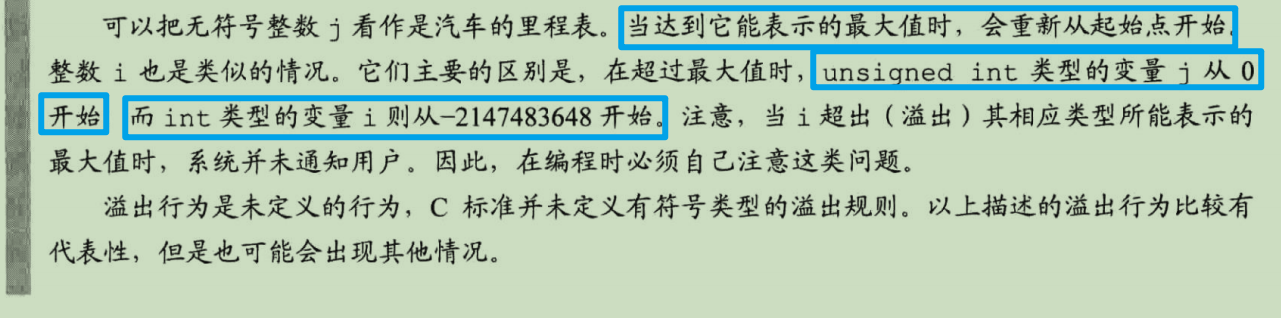 可以把无符号整数 j 看作是汽车的里程表。当达到它能表示的最大值时，会重新从起始点开始。
整数 i 也是类似的情况。它们主要的区别是，在超过最大值时，unsigned int 类型的变量 j 从 0
开始 而 int 类型的变量 i 则从–2147483648 开始。注意，当 i 超出（溢出）其相应类型所能表示的
最大值时，系统并未通知用户。因此，在编程时必须自己注意这类问题。
溢出行为是未定义的行为，C 标准并未定义有符号类型的溢出规则。以上描述的溢出行为比较有
代表性，但是也可能会出现其他情况。